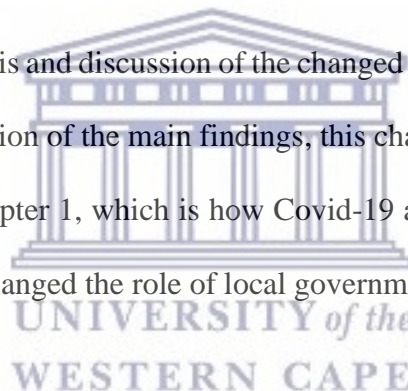 is and discussion of the changed
ion of the main findings, this cha
pter 1, which is how Covid-19 a
anged the role of local governm
UNIVERSITY of the
WESTERN CAPE